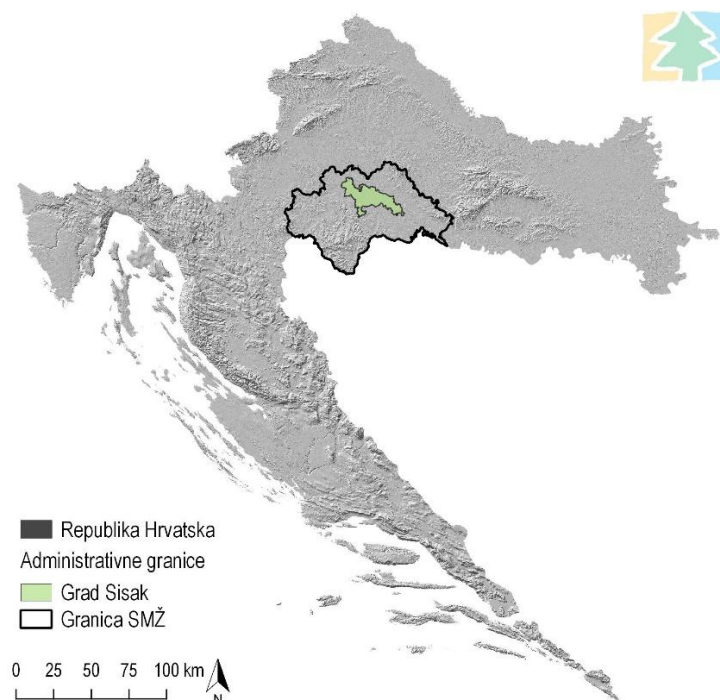 Republika Hrvatska
Administrativne granice
Grad Sisak
Granica SMŽ
0 25 50 75 100 km
N